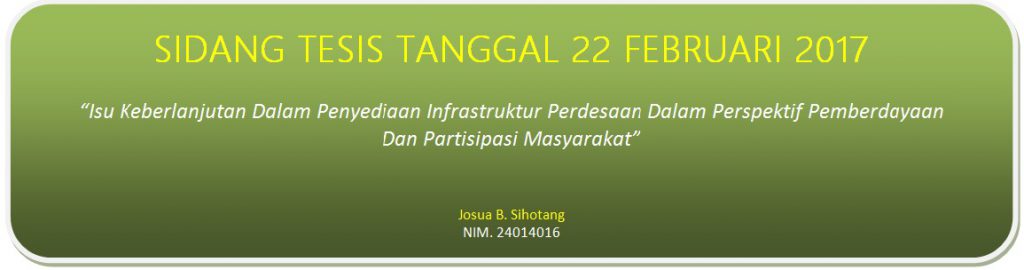 SIDANG TESIS TANGGAL 22 FEBRUARI 2017
“Isu Keberlanjutan Dalam Penyediaan Infrastruktur Perdesaan Dalam Perspektif Pemberdayaan
Dan Partisipasi Masyarakat”
Josua B. Sihotang
NIM. 24014016